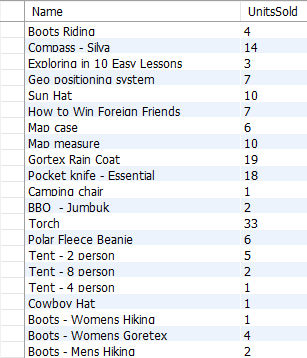 Name UnitsSold
Boots Riding 4
Compass - Silva 14
Exploring in 10 Easy Lessons 3
Geo positioning system 7
Sun Hat 10
How to Win Foreign Friends 7
Map case 6
Map measure 10
Gortex Rain Coat 19
Pocket knife - Essential 18
Camping chair 1
BBQ - Jumbuk 2
Torch 33
Polar Fleece Beanie 6
Tent - 2 person 5
Tent - 8 person 2
Tent - 4 person 1
Cowboy Hat 1
Boots - Womens Hiking 1
Boots - Womens Goretex 4
Boots - Mens Hiking 2